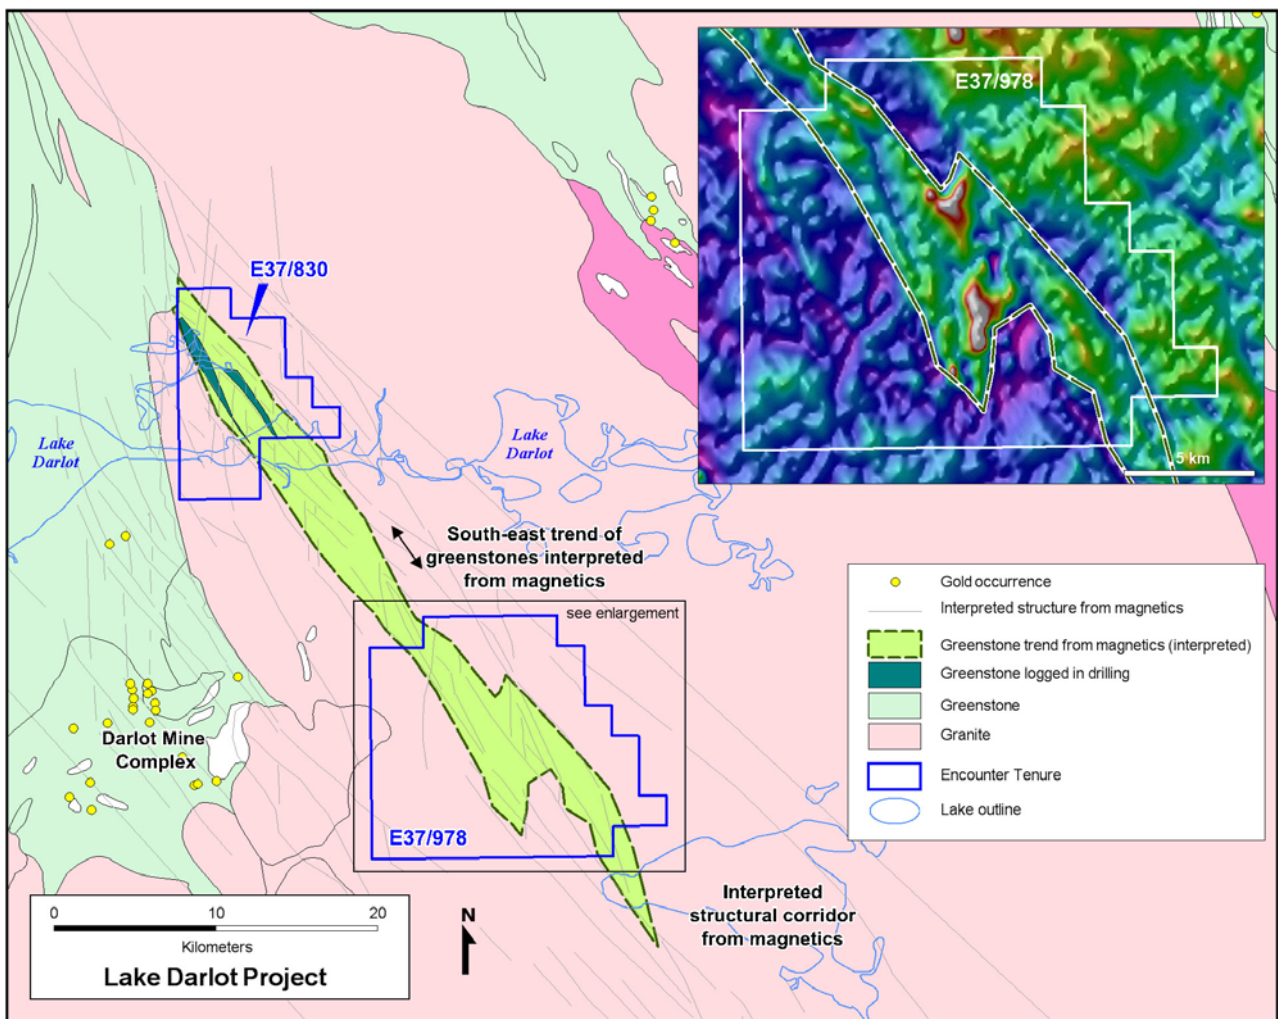 E37/978
5 km
E37/830
Lake
Darlot
Lake
Darlot
South-east trend of
greenstones interpreted
from magnetics
see enlargement
Darlot Mine
Complex
E37/978
Interpreted
structural corridor
from magnetics
Gold occurrence
Interpreted structure from magnetics
Greenstone trend from magnetics (interpreted)
Greenstone logged in drilling
Greenstone
Granite
Encounter Tenure
Lake outline
0 10 20
Kilometers
Lake Darlot Project
N